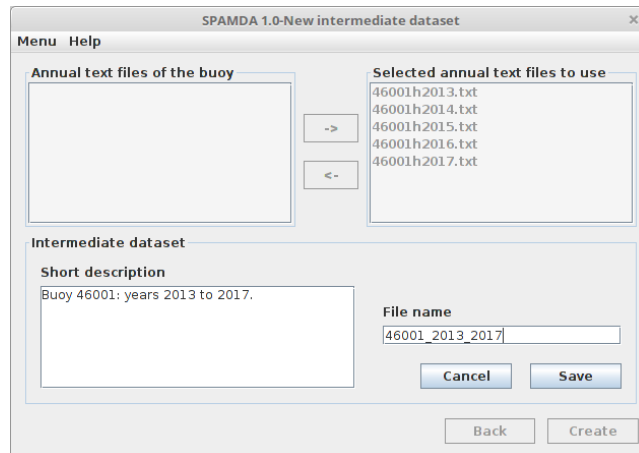 SPAMDA 1.0-New intermediate dataset ×
Menu Help
Annual text files of the buoy
Selected annual text files to use
46001h2013.txt
46001h2014.txt
46001h2015.txt
46001h2016.txt
46001h2017.txt
->
<-
Intermediate dataset
Short description
Buoy 46001: years 2013 to 2017.
File name
46001_2013_2017
Cancel Save
Back Create